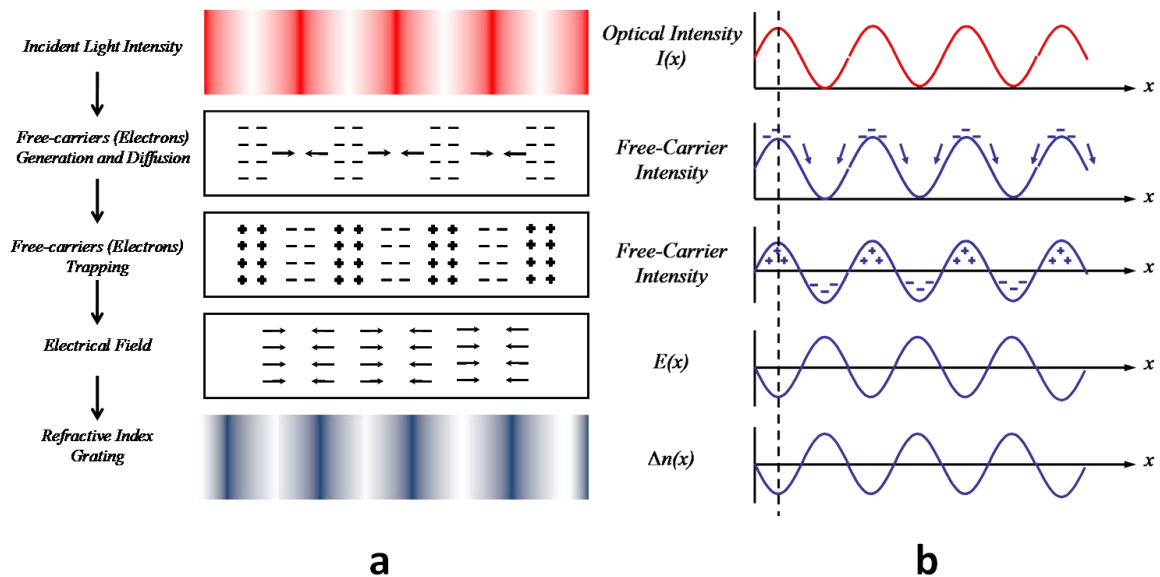 Incident Light Intensity
Free-carriers (Electrons)
Generation and Diffusion
Free-carriers (Electrons)
Trapping
Electrical Field
Refractive Index
Grating
a
Optical Intensity
I(x)
x
Free-Carrier
Intensity
x
Free-Carrier
Intensity
x
E(x)
x
Δn(x)
x
b